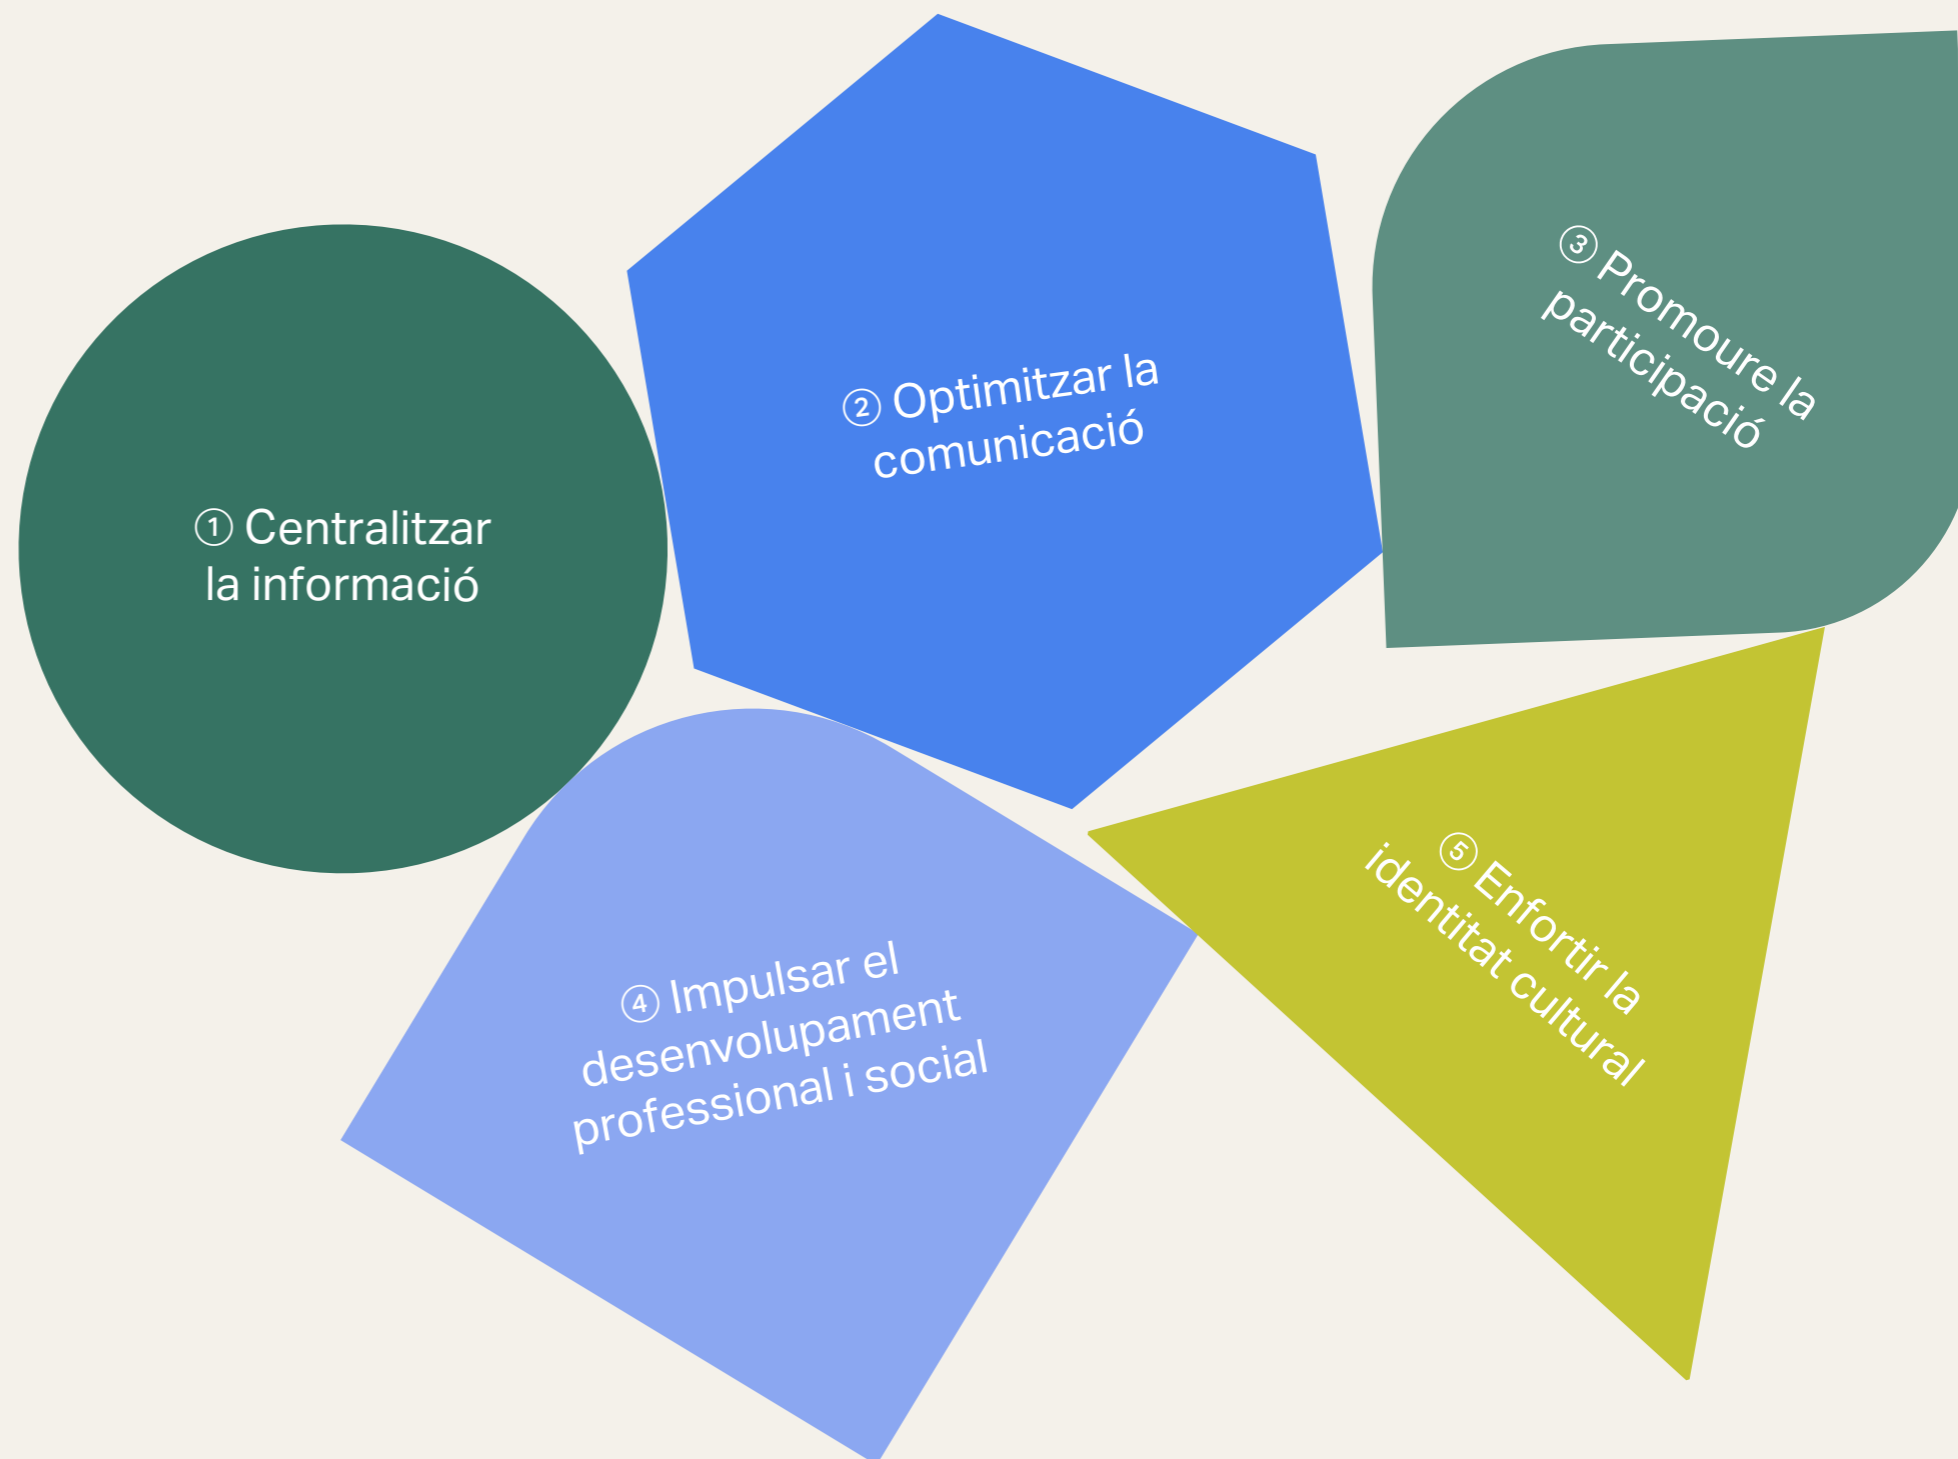 ① Centralitzar
la informació
② Optimitzar la
comunicació
③ Promoure la
participació
④ Impulsar el
desenvolupament
professional i social
⑤ Enfortir la
identitat cultural